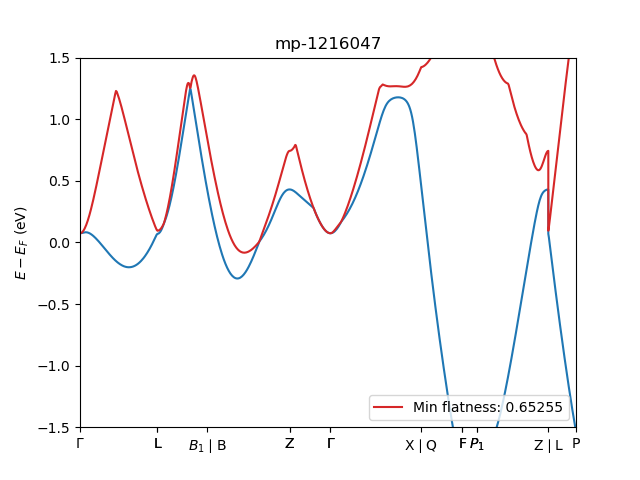 mp-1216047
E − E_F (eV)
1.5
1.0
0.5
0.0
−0.5
−1.0
−1.5
Min flatness: 0.65255
Γ L B₁ | B Z Γ X | Q F P₁ Z | L P